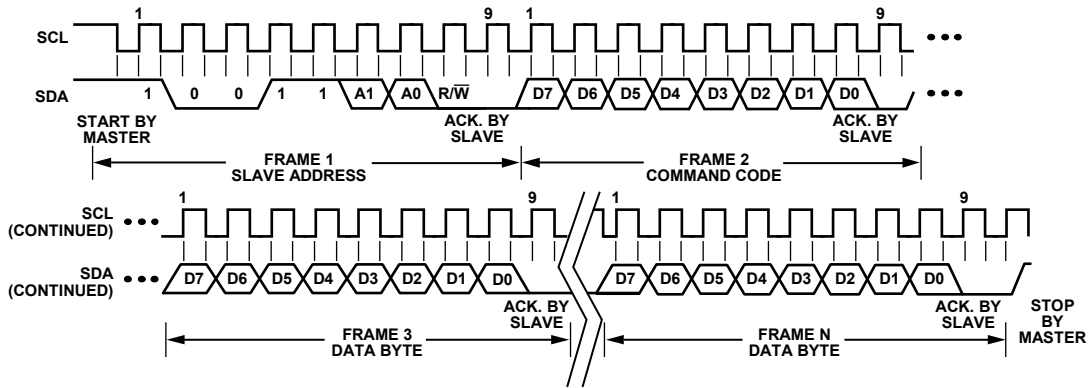 1 9 1 9
SCL
SDA 1 0 0 1 1 A1 A0 R/W̅ D7 D6 D5 D4 D3 D2 D1 D0
START BY MASTER
ACK. BY SLAVE
ACK. BY SLAVE
FRAME 1
SLAVE ADDRESS
FRAME 2
COMMAND CODE
1 9 1 9
SCL
(CONTINUED)
SDA
(CONTINUED)
D7 D6 D5 D4 D3 D2 D1 D0 D7 D6 D5 D4 D3 D2 D1 D0
ACK. BY
SLAVE
ACK. BY
SLAVE
STOP
BY
MASTER
FRAME 3
DATA BYTE
FRAME N
DATA BYTE